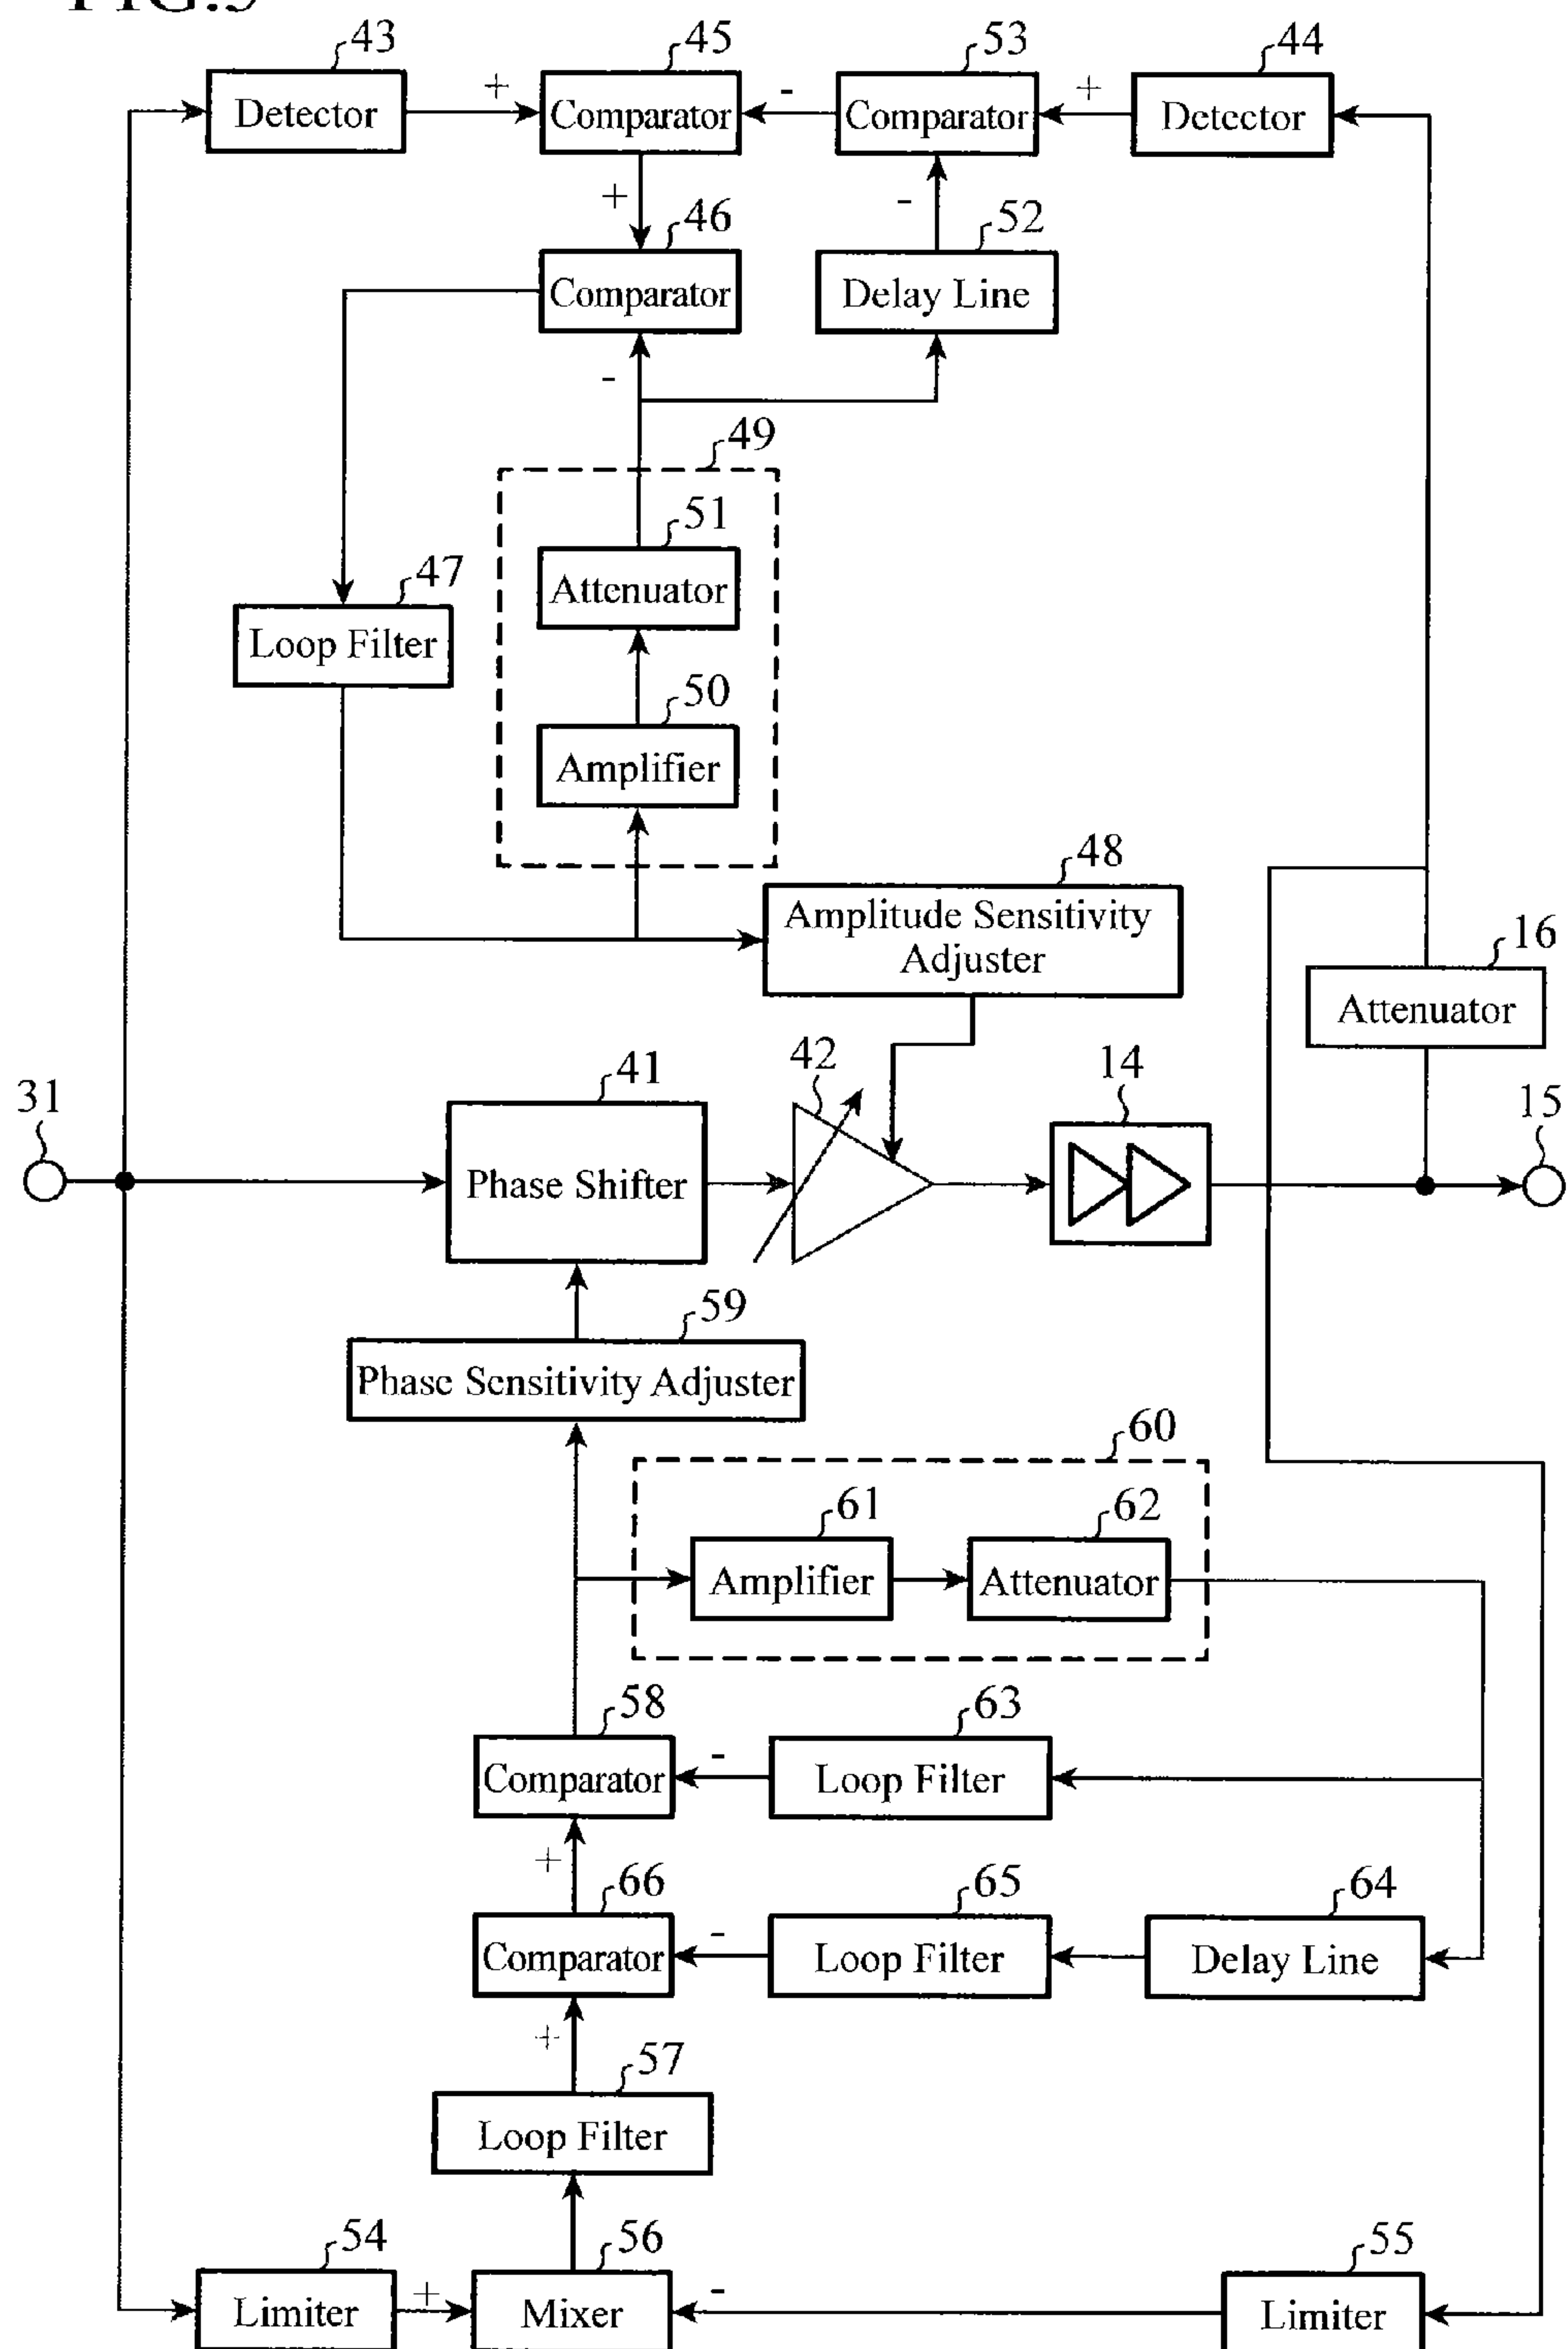 FIG.5
43
45
53
44
+
-
+
Detector
Comparator
Comparator
Detector
+
46
-
52
Comparator
Delay Line
-
49
51
Attenuator
47
Loop Filter
50
Amplifier
48
Amplitude Sensitivity
Adjuster
16
Attenuator
31
41
42
14
15
Phase Shifter
59
Phase Sensitivity Adjuster
60
61
62
Amplifier
Attenuator
58
63
Comparator
-
Loop Filter
+
66
65
64
Comparator
-
Loop Filter
Delay Line
+
57
Loop Filter
54
56
55
Limiter
+
Mixer
-
Limiter